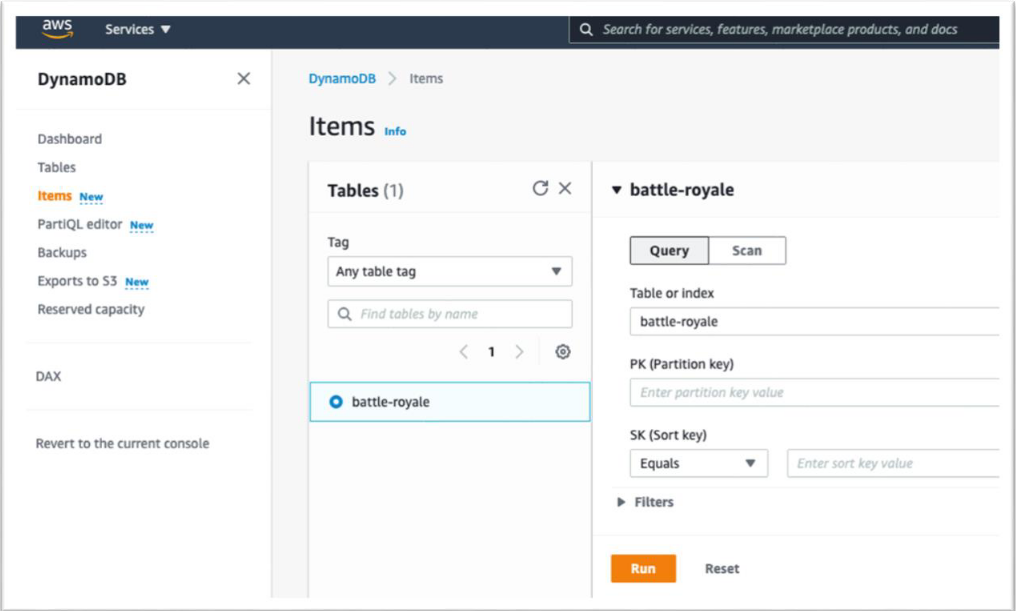 aws
Services
Search for services, features, marketplace products, and docs
DynamoDB
Dashboard
Tables
Items New
PartiQL editor New
Backups
Exports to S3 New
Reserved capacity
DAX
Revert to the current console
DynamoDB > Items
Items Info
Tables (1)
Tag
Any table tag
Find tables by name
1
battle-royale
battle-royale
Query Scan
Table or index
battle-royale
PK (Partition key)
Enter partition key value
SK (Sort key)
Equals Enter sort key value
Filters
Run Reset